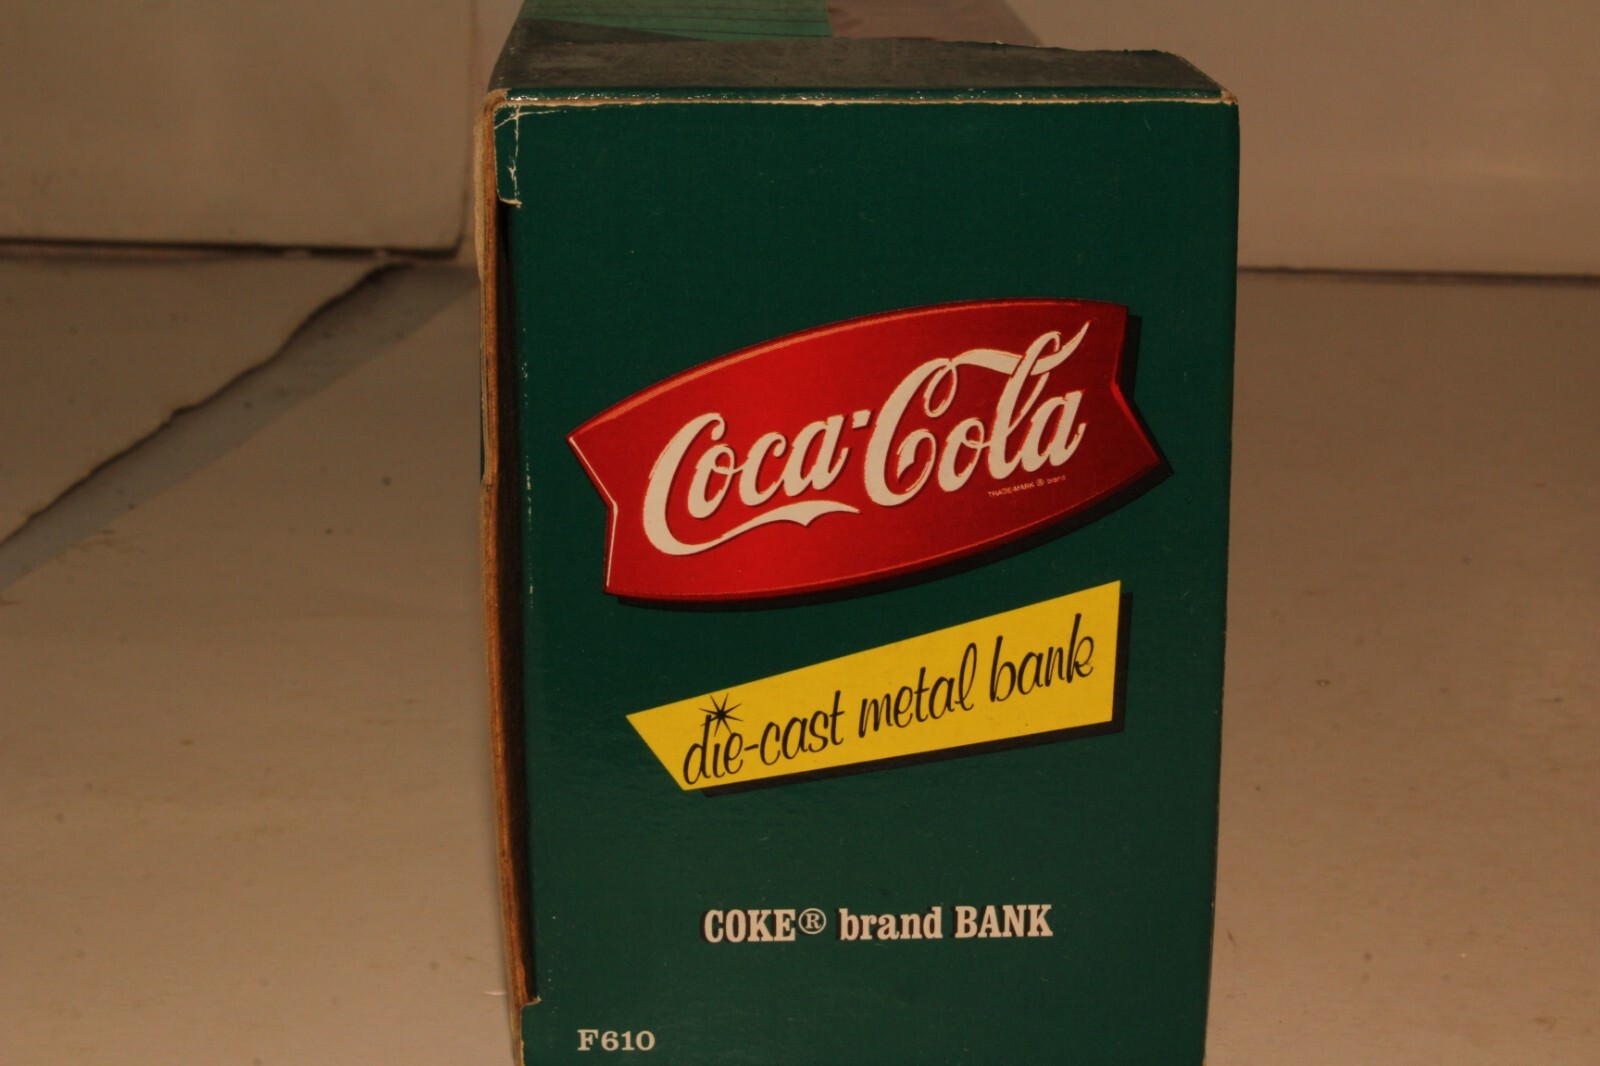 Coca-Cola
TRADE-MARK ® brand
die-cast metal bank
COKE® brand BANK
F610